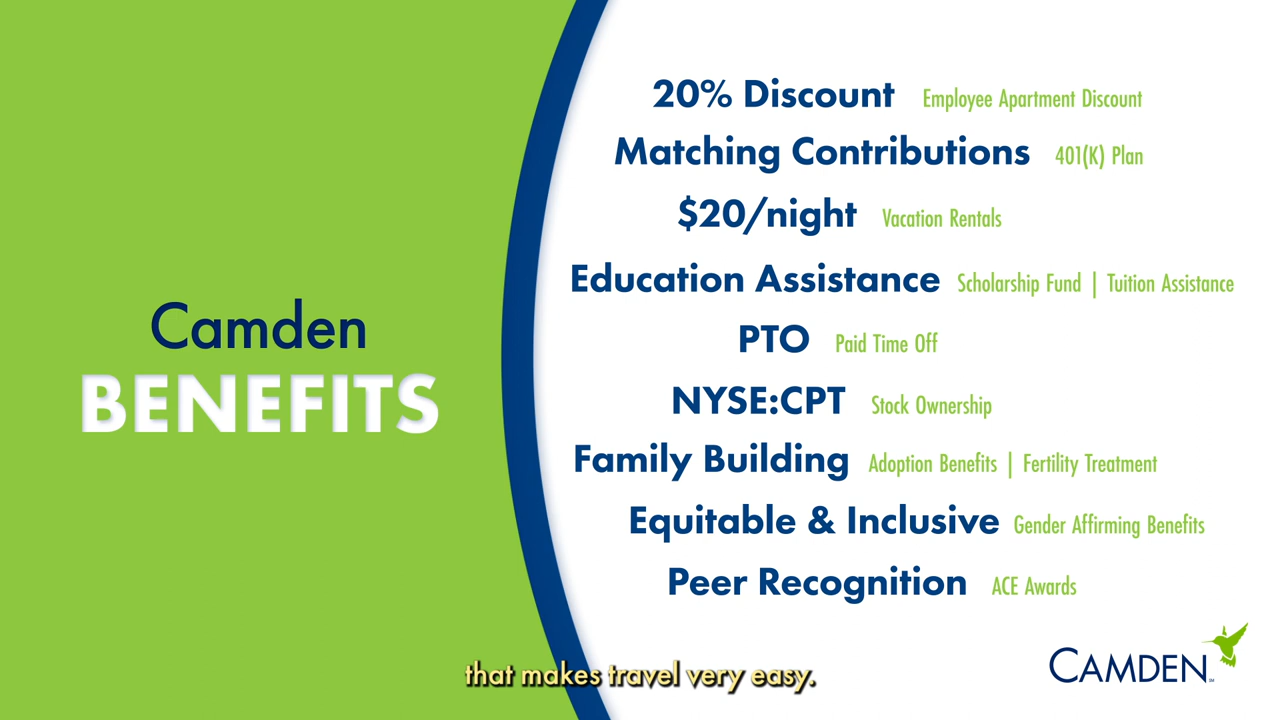 Camden
BENEFITS
20% Discount Employee Apartment Discount
Matching Contributions 401(K) Plan
$20/night Vacation Rentals
Education Assistance Scholarship Fund | Tuition Assistance
PTO Paid Time Off
NYSE:CPT Stock Ownership
Family Building Adoption Benefits | Fertility Treatment
Equitable & Inclusive Gender Affirming Benefits
Peer Recognition ACE Awards
CAMDEN
that makes travel very easy.